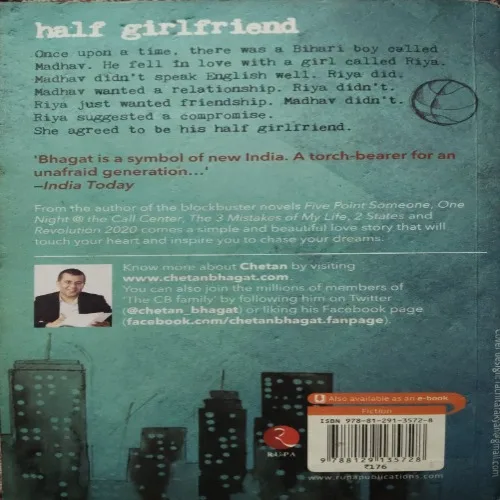 half girlfriend
Once upon a time, there was a Bihari boy called
Madhav. He fell in love with a girl called Riya.
Madhav didn't speak English well. Riya did.
Madhav wanted a relationship. Riya didn't.
Riya just wanted friendship. Madhav didn't.
Riya suggested a compromise.
She agreed to be his half girlfriend.
'Bhagat is a symbol of new India. A torch-bearer for an
unafraid generation...'
—India Today
From the author of the blockbuster novels Five Point Someone, One
Night @ the Call Center, The 3 Mistakes of My Life, 2 States and
Revolution 2020 comes a simple and beautiful love story that will
touch your heart and inspire you to chase your dreams.
Know more about Chetan by visiting
www.chetanbhagat.com.
You can also join the millions of members of
'The CB family' by following him on Twitter
(@chetan_bhagat) or liking his Facebook page
(facebook.com/chetanbhagat.fanpage).
Also available as an e-book
Fiction
ISBN 978-81-291-3572-8
9 788129 135728
₹176
RUPA
www.rupapublications.com